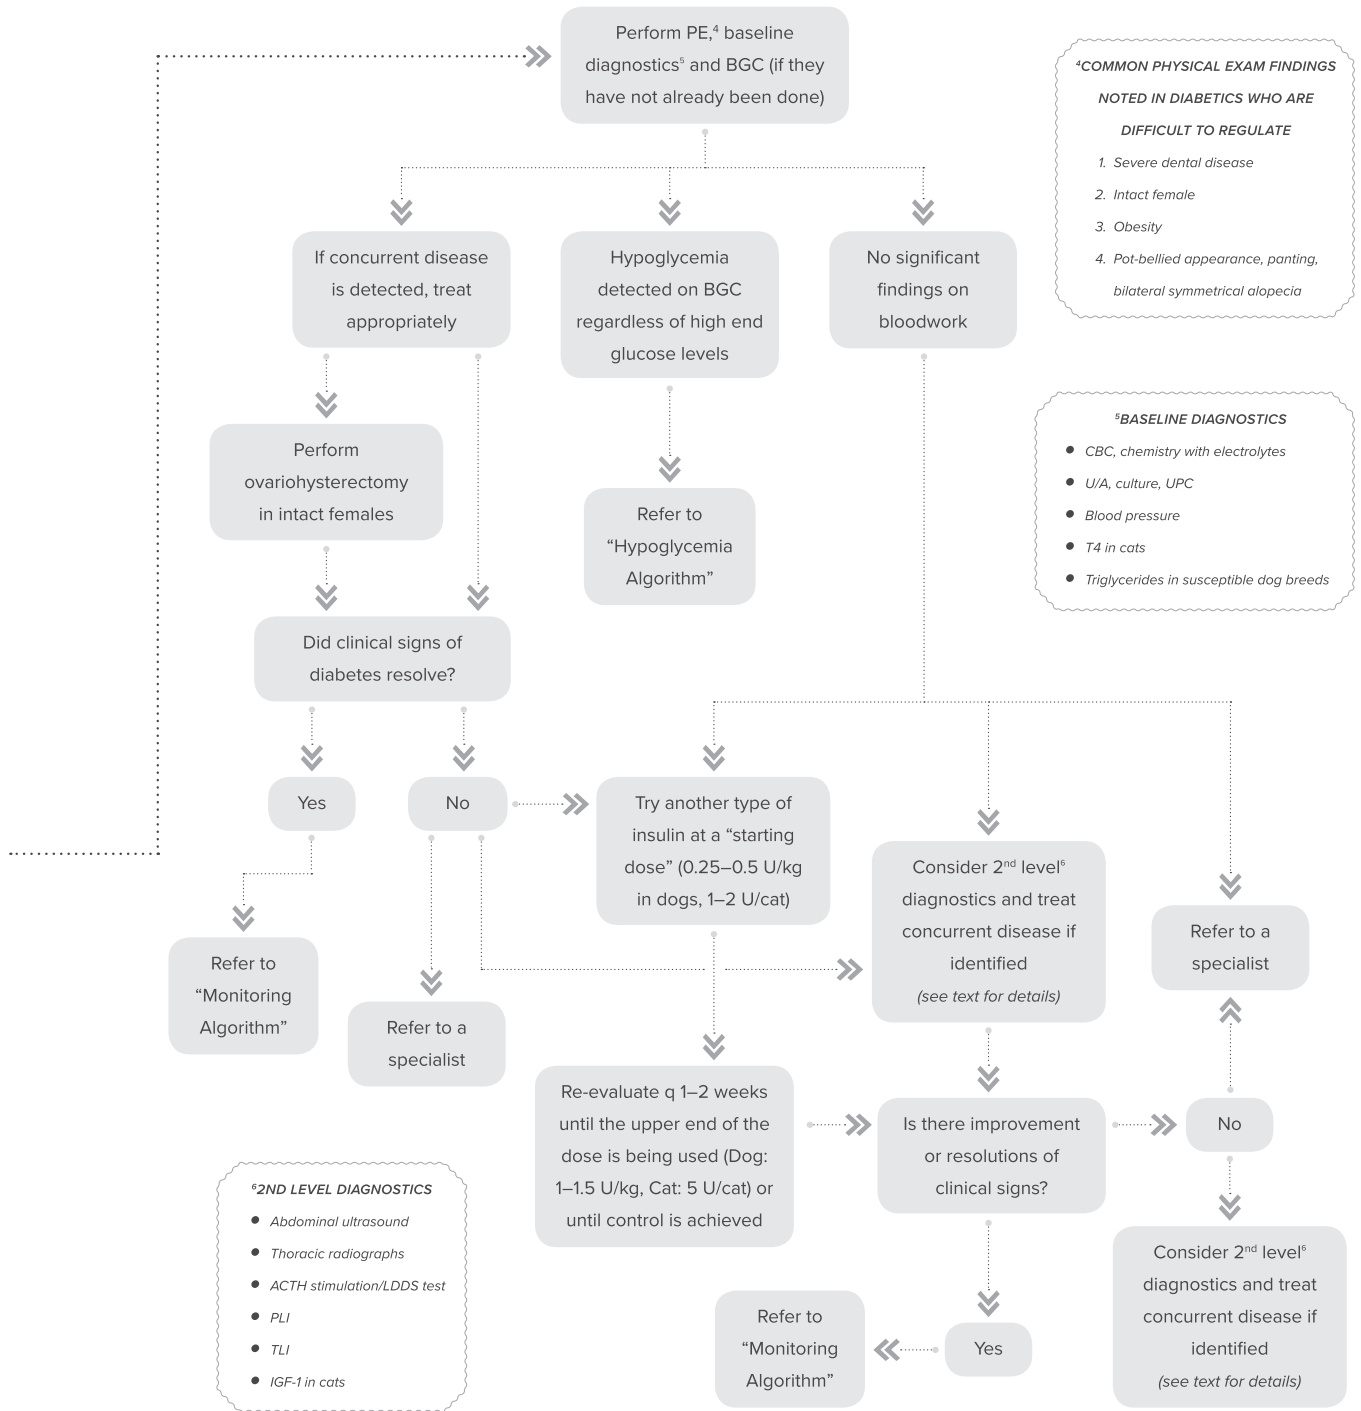 Perform PE,⁴ baseline
diagnostics⁵ and BGC (if they
have not already been done)
⁴COMMON PHYSICAL EXAM FINDINGS
NOTED IN DIABETICS WHO ARE
DIFFICULT TO REGULATE
1. Severe dental disease
2. Intact female
3. Obesity
4. Pot-bellied appearance, panting,
bilateral symmetrical alopecia
If concurrent disease
is detected, treat
appropriately
Hypoglycemia
detected on BGC
regardless of high end
glucose levels
No significant
findings on
bloodwork
⁵BASELINE DIAGNOSTICS
• CBC, chemistry with electrolytes
• U/A, culture, UPC
• Blood pressure
• T4 in cats
• Triglycerides in susceptible dog breeds
Perform
ovariohysterectomy
in intact females
Refer to
“Hypoglycemia
Algorithm”
Did clinical signs of
diabetes resolve?
Yes
No
Try another type of
insulin at a “starting
dose” (0.25–0.5 U/kg
in dogs, 1–2 U/cat)
Consider 2ⁿᵈ level⁶
diagnostics and treat
concurrent disease if
identified
(see text for details)
Refer to a
specialist
Refer to
“Monitoring
Algorithm”
Refer to a
specialist
Re-evaluate q 1–2 weeks
until the upper end of the
dose is being used (Dog:
1–1.5 U/kg, Cat: 5 U/cat) or
until control is achieved
Is there improvement
or resolutions of
clinical signs?
No
⁶2ND LEVEL DIAGNOSTICS
• Abdominal ultrasound
• Thoracic radiographs
• ACTH stimulation/LDDS test
• PLI
• TLI
• IGF-1 in cats
Refer to
“Monitoring
Algorithm”
Yes
Consider 2ⁿᵈ level⁶
diagnostics and treat
concurrent disease if
identified
(see text for details)